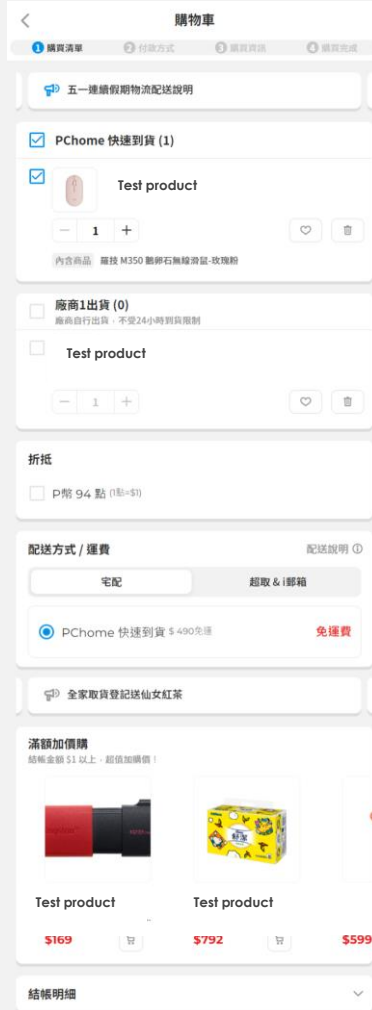 購物車
1 購買清單 2 付款方式 3 購買資訊 4 購買完成
五一連續假期物流配送說明
PChome 快速到貨 (1)
Test product
1
內含商品 羅技 M350 鵝卵石無線滑鼠-玫瑰粉
廠商1出貨 (0)
廠商自行出貨，不受24小時到貨限制
Test product
1
折抵
P幣 94 點 (1點=$1)
配送方式 / 運費 配送說明
宅配 超取 & i郵箱
PChome 快速到貨 $ 490免運 免運費
全家取貨登記送仙女紅茶
滿額加價購
結帳金額 $1 以上，超值加購價！
Test product Test product
$169 $792 $599
結帳明細